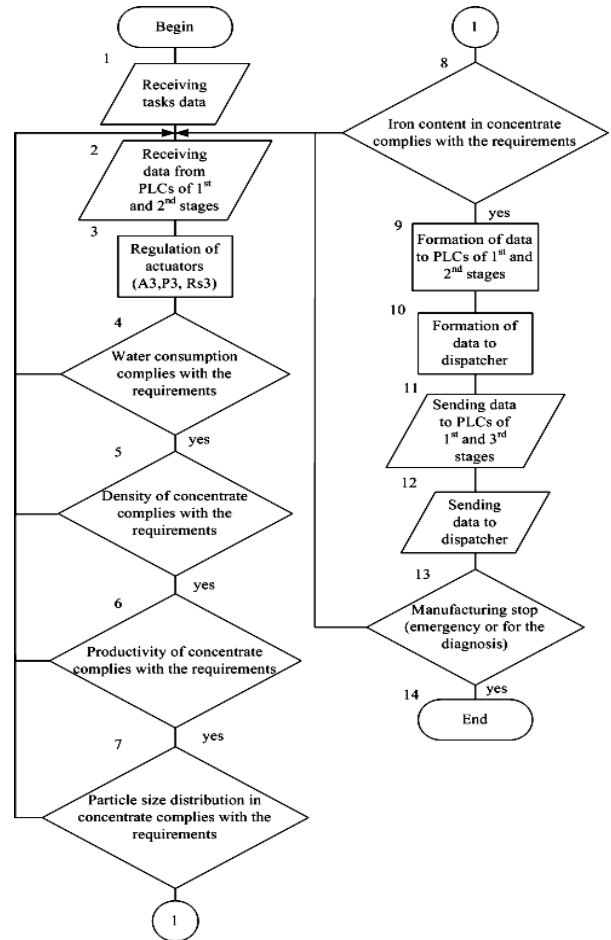 Begin
1
Receiving
tasks data
2
Receiving
data from
PLCs of 1st
and 2nd stages
3
Regulation of
actuators
(A3,P3, Rs3)
4
Water consumption
complies with the
requirements
yes
5
Density of concentrate
complies with the
requirements
yes
6
Productivity of concentrate
complies with the requirements
yes
7
Particle size distribution in
concentrate complies with the
requirements
1
1
8
Iron content in concentrate
complies with the requirements
yes
9
Formation of data
to PLCs of 1st and
2nd stages
10
Formation of
data to
dispatcher
11
Sending data
to PLCs of
1st and 3rd
stages
12
Sending
data to
dispatcher
13
Manufacturing stop
(emergency or for the
diagnosis)
yes
14
End